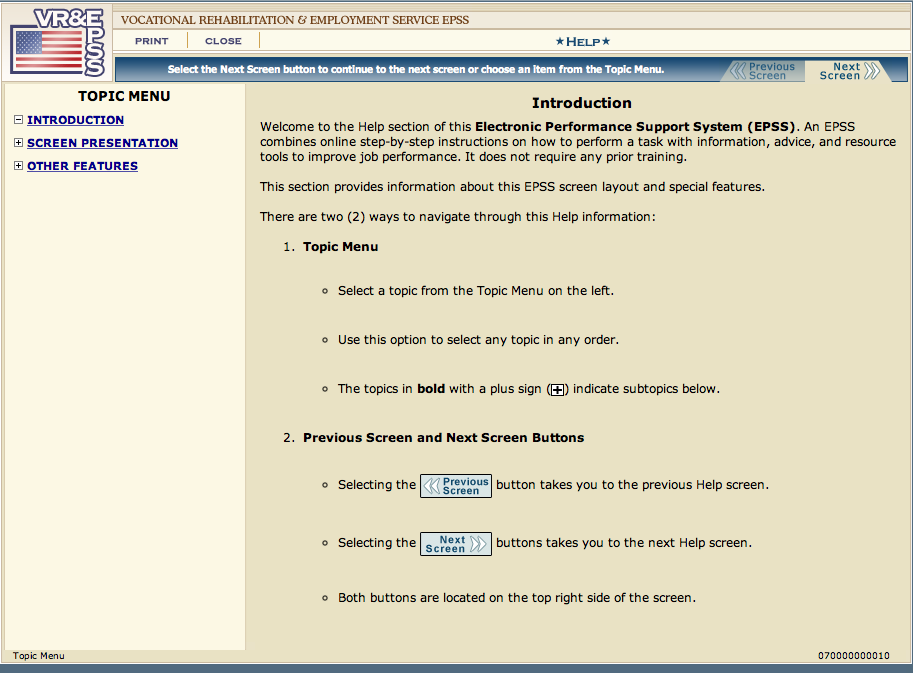 VR&E
EPSS
VOCATIONAL REHABILITATION & EMPLOYMENT SERVICE EPSS
PRINT
CLOSE
★HELP★
Select the Next Screen button to continue to the next screen or choose an item from the Topic Menu.
Previous
Screen
Next
Screen
TOPIC MENU
INTRODUCTION
SCREEN PRESENTATION
OTHER FEATURES
Introduction
Welcome to the Help section of this Electronic Performance Support System (EPSS). An EPSS
combines online step-by-step instructions on how to perform a task with information, advice, and resource
tools to improve job performance. It does not require any prior training.
This section provides information about this EPSS screen layout and special features.
There are two (2) ways to navigate through this Help information:
1. Topic Menu
Select a topic from the Topic Menu on the left.
Use this option to select any topic in any order.
The topics in bold with a plus sign (+) indicate subtopics below.
2. Previous Screen and Next Screen Buttons
Selecting the Previous Screen button takes you to the previous Help screen.
Selecting the Next Screen buttons takes you to the next Help screen.
Both buttons are located on the top right side of the screen.
Topic Menu
070000000010